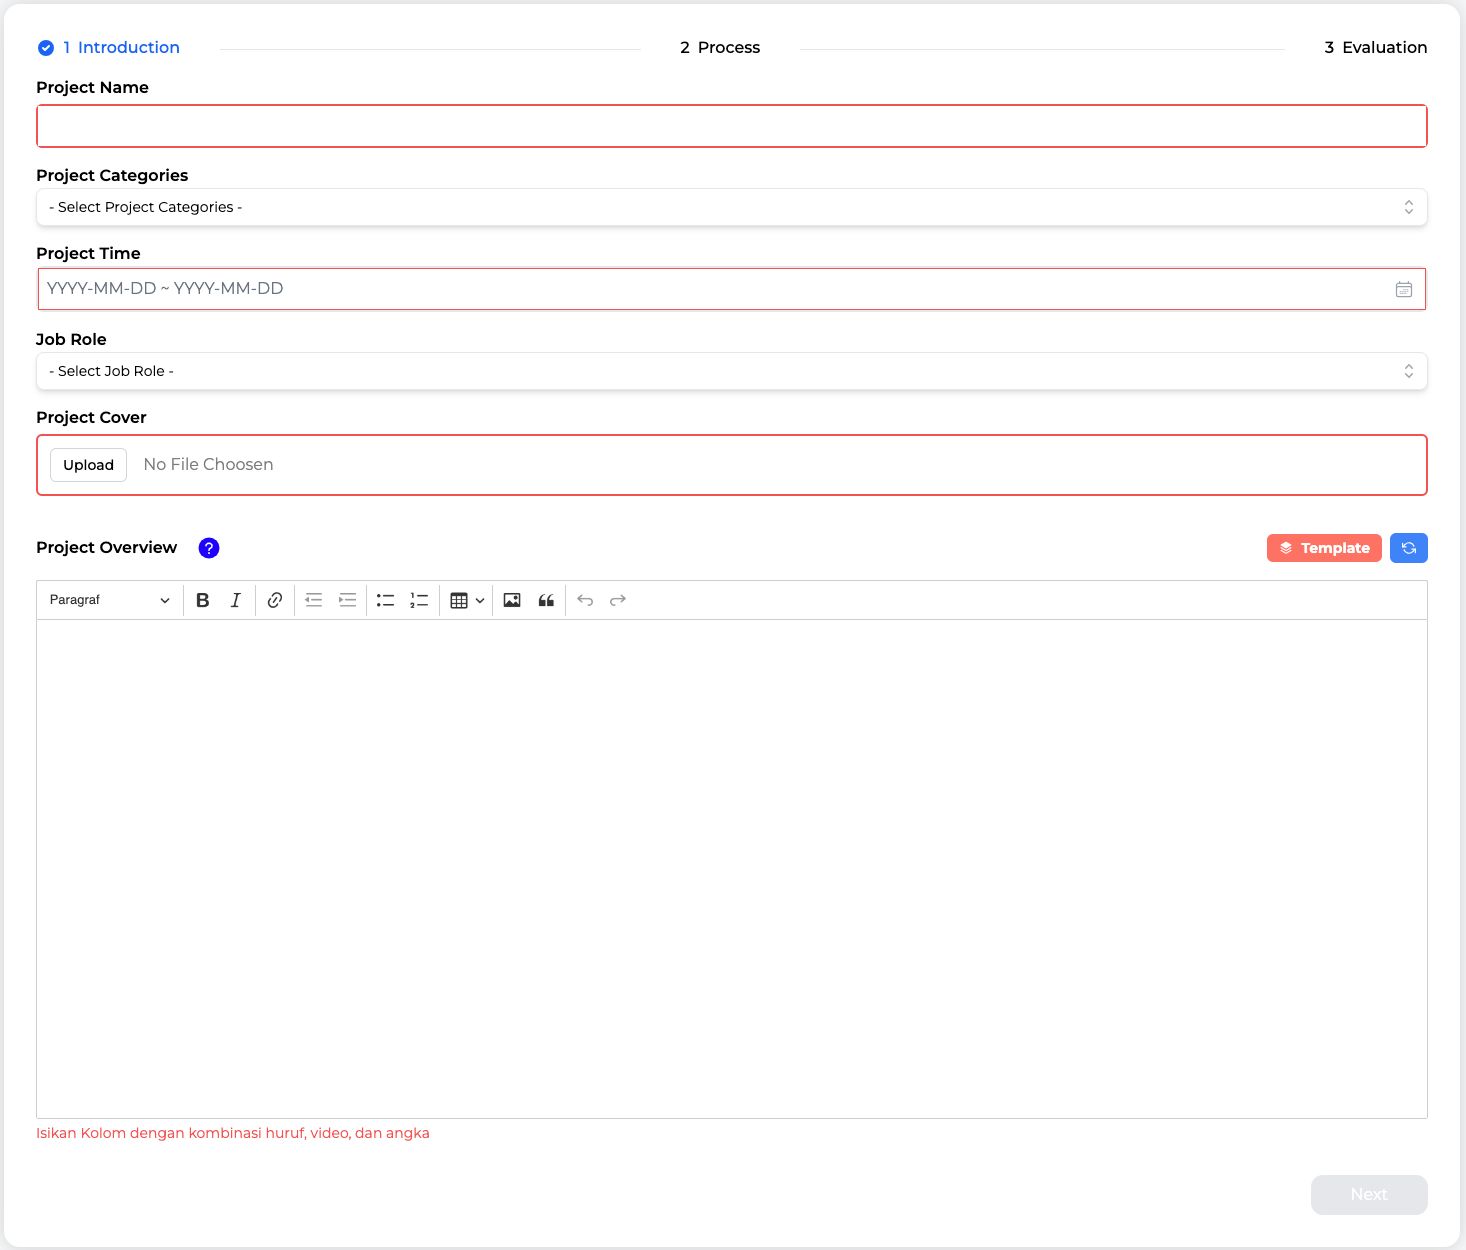 1 Introduction
2 Process
3 Evaluation
Project Name
Project Categories
- Select Project Categories -
Project Time
YYYY-MM-DD ~ YYYY-MM-DD
Job Role
- Select Job Role -
Project Cover
Upload No File Choosen
Project Overview ? Template
Paragraf
Isikan Kolom dengan kombinasi huruf, video, dan angka
Next